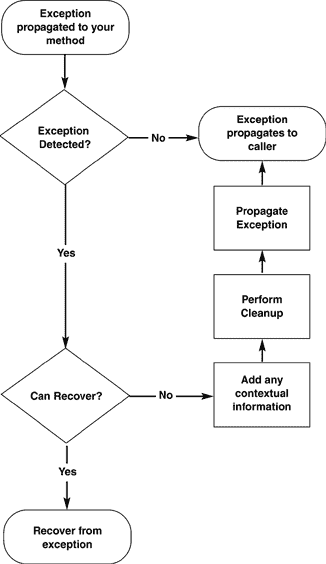 Exception
propagated to your
method
Exception
Detected?
No
Exception
propagates to
caller
Yes
Propagate
Exception
Perform
Cleanup
Can Recover?
No
Add any
contextual
information
Yes
Recover from
exception